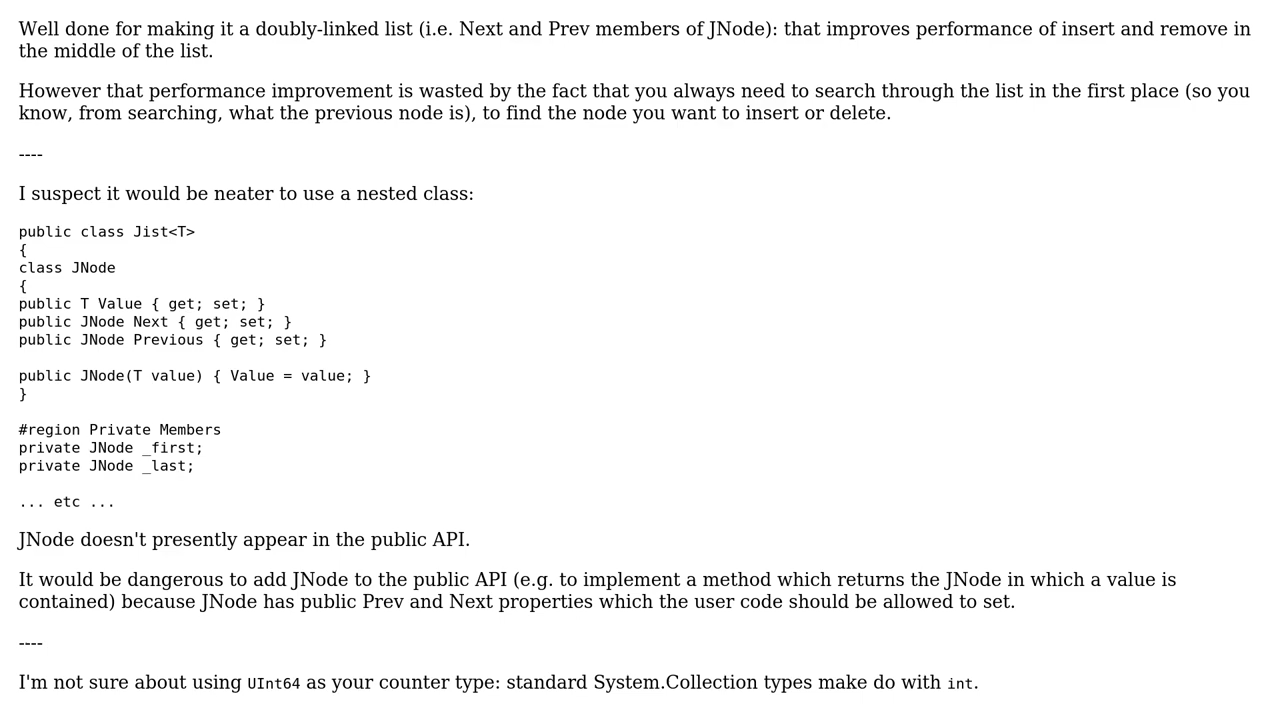 Well done for making it a doubly-linked list (i.e. Next and Prev members of JNode): that improves performance of insert and remove in
the middle of the list.
However that performance improvement is wasted by the fact that you always need to search through the list in the first place (so you
know, from searching, what the previous node is), to find the node you want to insert or delete.
----
I suspect it would be neater to use a nested class:
public class Jist<T>
{
class JNode
{
public T Value { get; set; }
public JNode Next { get; set; }
public JNode Previous { get; set; }
public JNode(T value) { Value = value; }
}
#region Private Members
private JNode _first;
private JNode _last;
... etc ...
JNode doesn't presently appear in the public API.
It would be dangerous to add JNode to the public API (e.g. to implement a method which returns the JNode in which a value is
contained) because JNode has public Prev and Next properties which the user code should be allowed to set.
----
I'm not sure about using UInt64 as your counter type: standard System.Collection types make do with int.